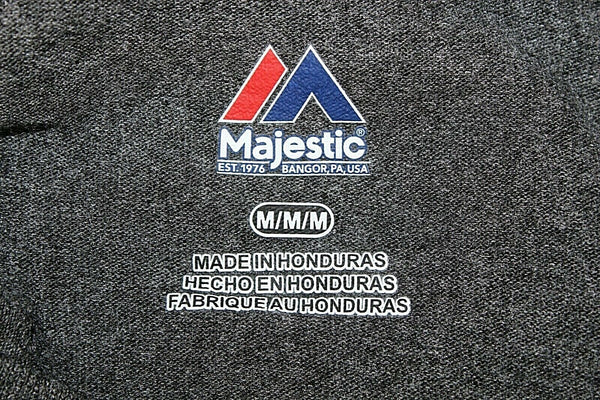 Majestic®
EST. 1976 BANGOR, PA, USA
M/M/M
MADE IN HONDURAS
HECHO EN HONDURAS
FABRIQUE AU HONDURAS